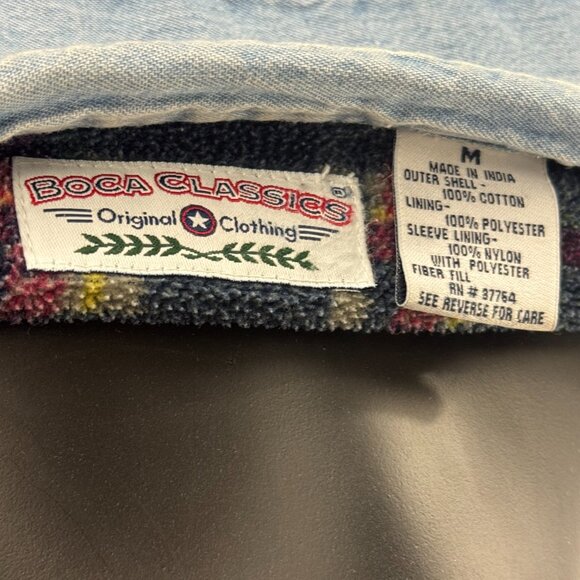 BOCA CLASSICS ®
Original Clothing
M
MADE IN INDIA
OUTER SHELL -
100% COTTON
LINING-
100% POLYESTER
SLEEVE LINING-
100% NYLON
WITH POLYESTER
FIBER FILL
RN # 37764
SEE REVERSE FOR CARE